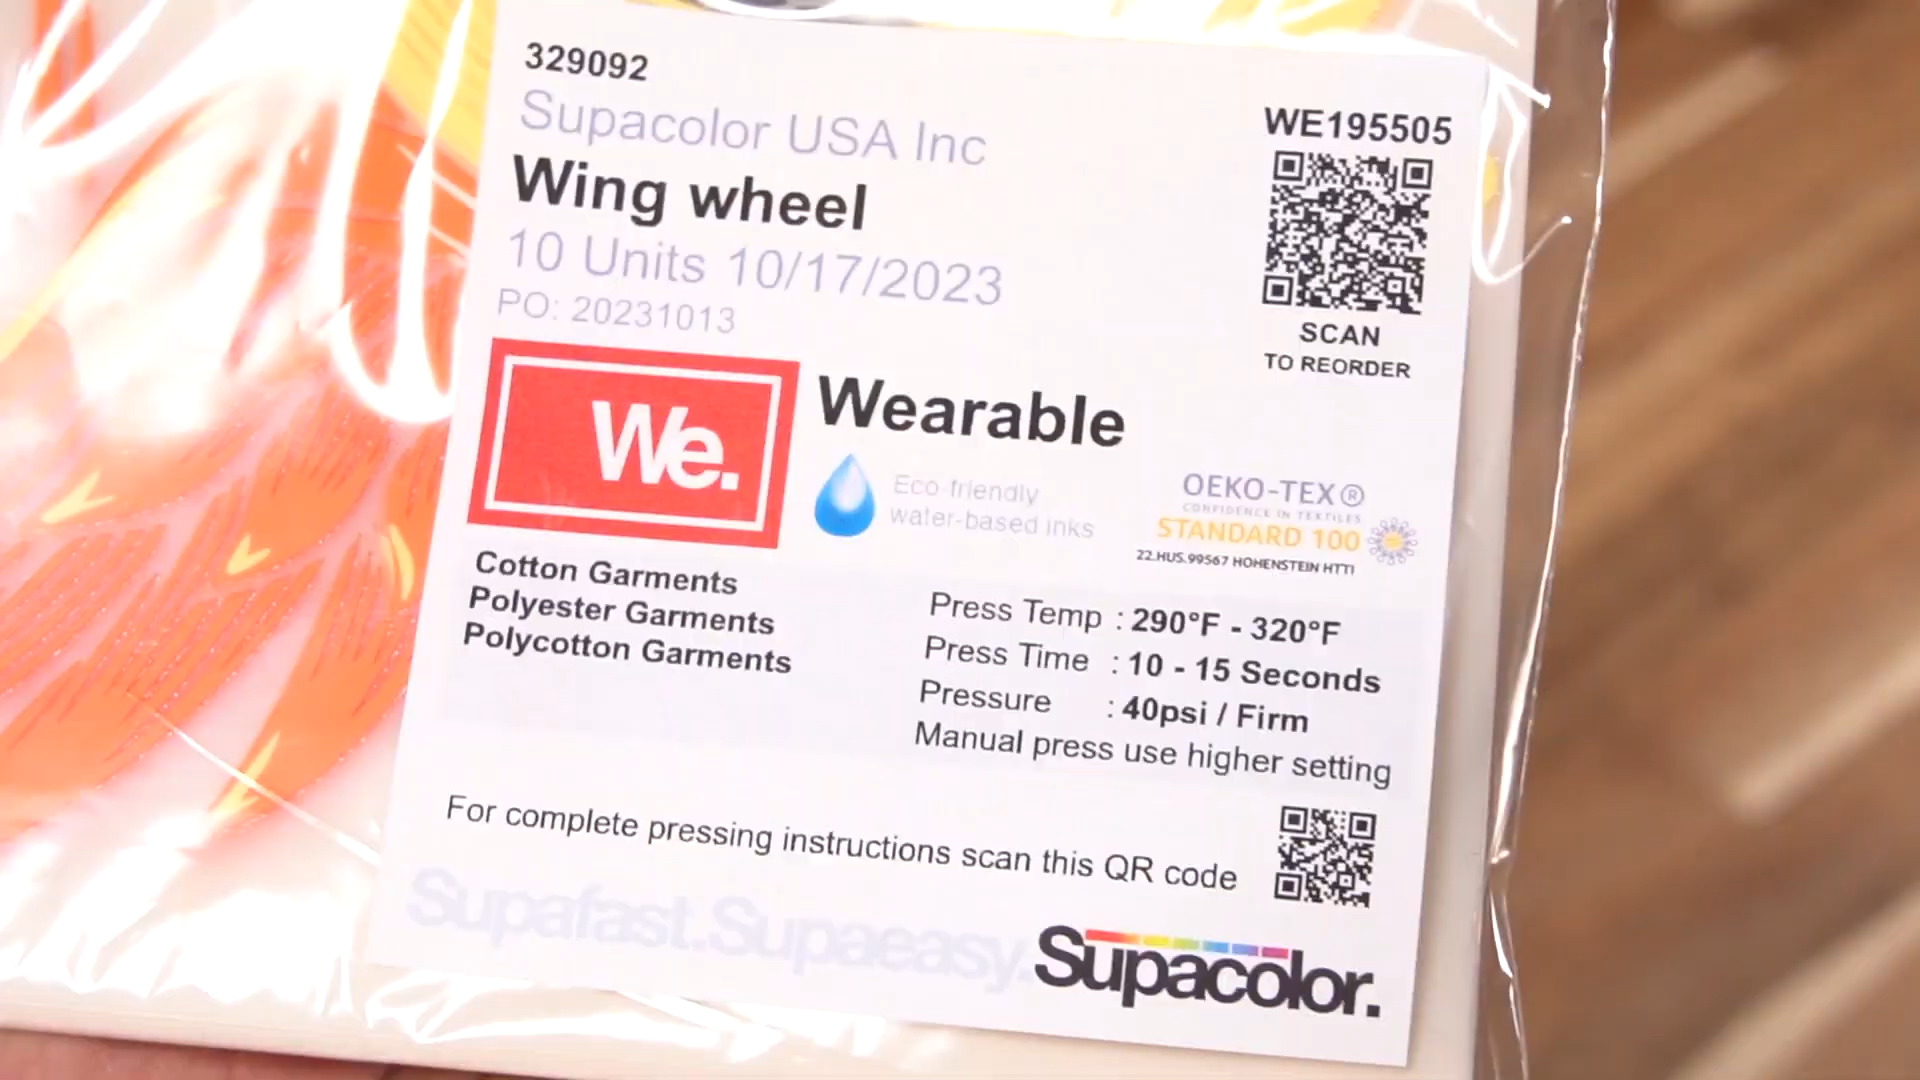 329092
Supacolor USA Inc
Wing wheel
10 Units 10/17/2023
PO: 20231013
WE195505
SCAN
TO REORDER
We.
Wearable
Eco-friendly
water-based inks
OEKO-TEX®
CONFIDENCE IN TEXTILES
STANDARD 100
22.HUS.99567 HOHENSTEIN HTTI
Cotton Garments
Polyester Garments
Polycotton Garments
Press Temp : 290°F - 320°F
Press Time : 10 - 15 Seconds
Pressure : 40psi / Firm
Manual press use higher setting
For complete pressing instructions scan this QR code
Supafast.Supaeasy.
Supacolor.